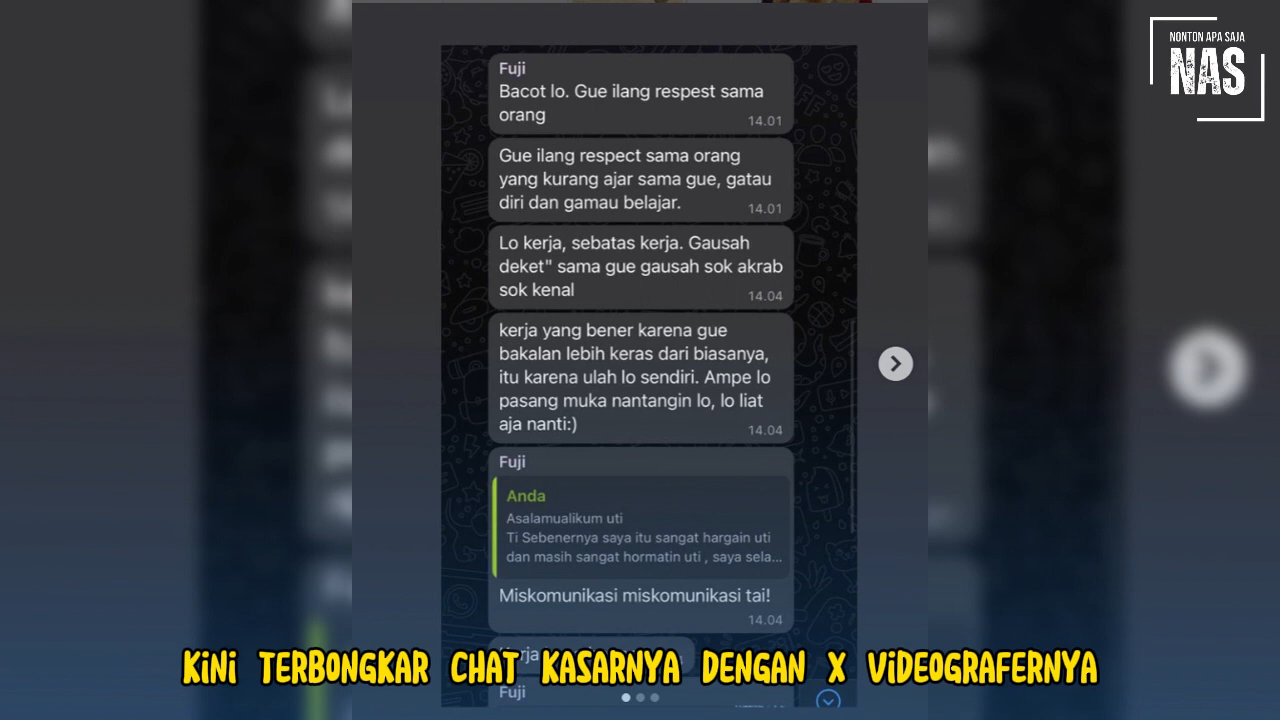 NONTON APA SAJA
NAS
Fuji
Bacot lo. Gue ilang respest sama
orang
14.01
Gue ilang respect sama orang
yang kurang ajar sama gue, gatau
diri dan gamau belajar.
14.01
Lo kerja, sebatas kerja. Gausah
deket" sama gue gausah sok akrab
sok kenal
14.04
kerja yang bener karena gue
bakalan lebih keras dari biasanya,
itu karena ulah lo sendiri. Ampe lo
pasang muka nantangin lo, lo liat
aja nanti:)
14.04
Fuji
Anda
Asalamualikum uti
Ti Sebenernya saya itu sangat hargain uti
dan masih sangat hormatin uti , saya sela...
Miskomunikasi miskomunikasi tai!
14.04
KINI TERBONGKAR CHAT KASARNYA DENGAN X VIDEOGRAFERNYA
Fuji